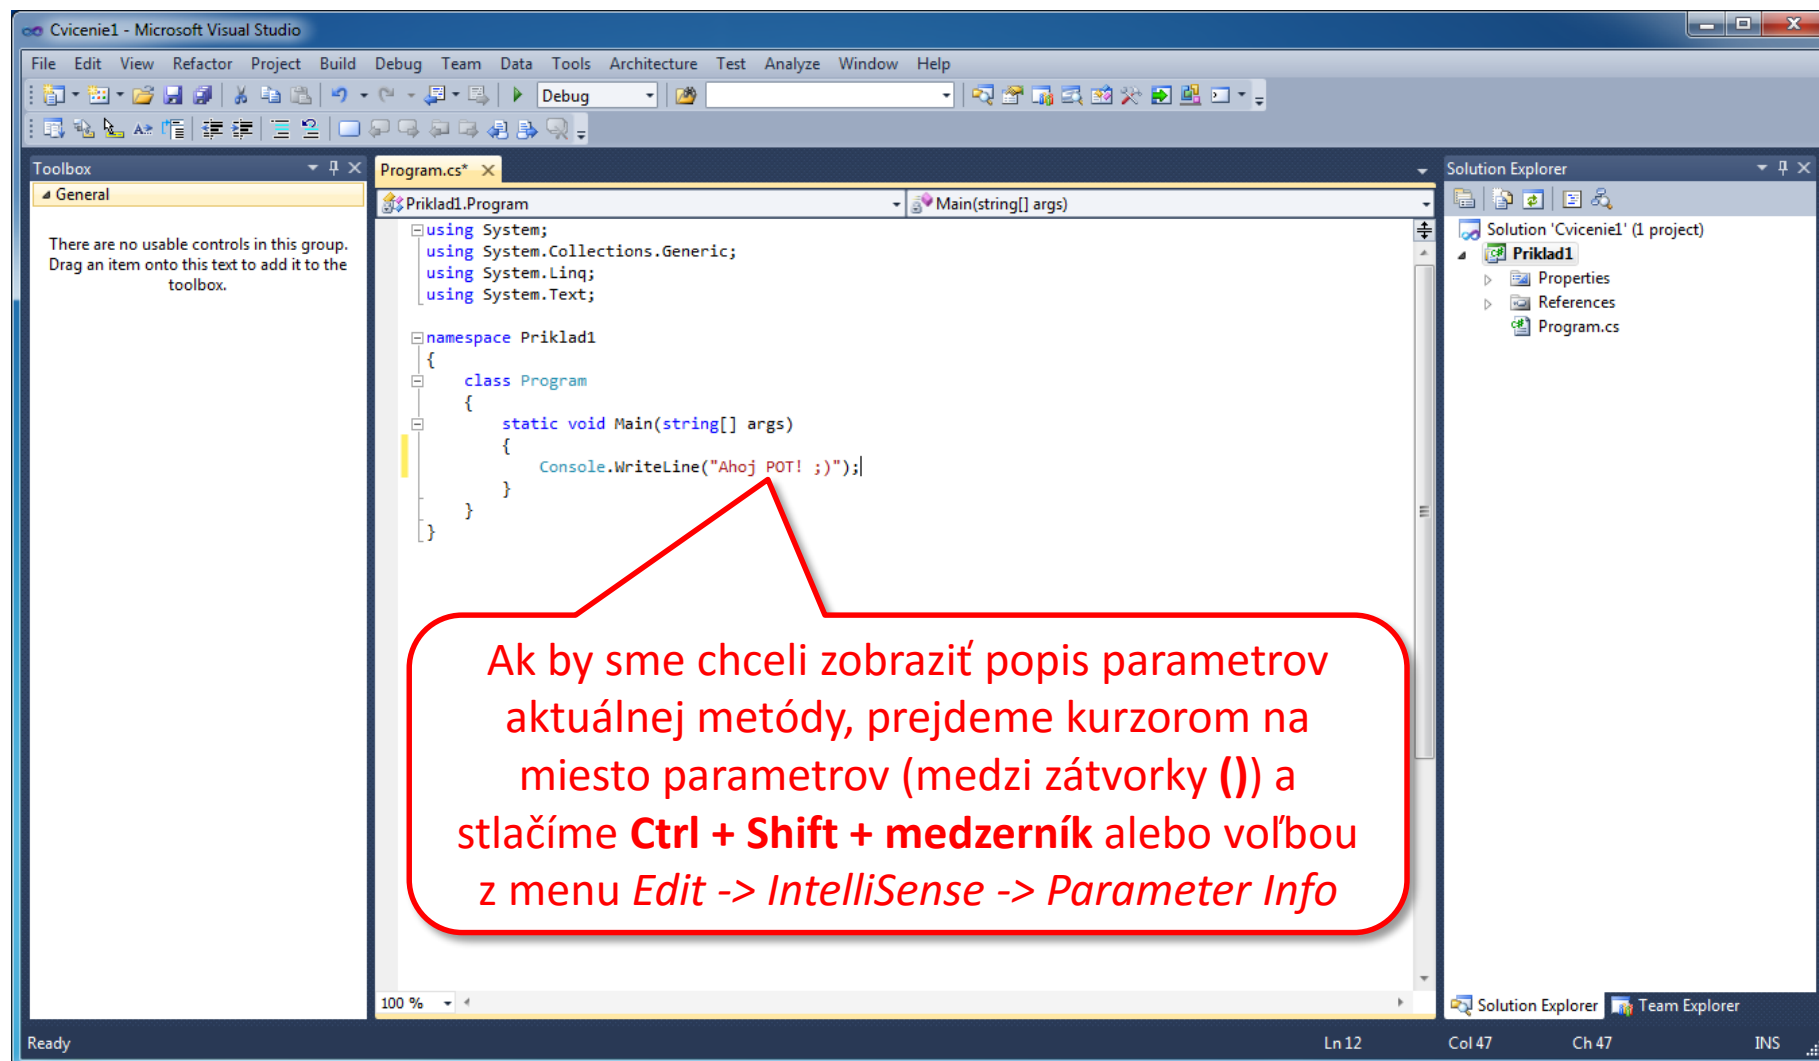 Cvicenie1 - Microsoft Visual Studio
File Edit View Refactor Project Build Debug Team Data Tools Architecture Test Analyze Window Help
Debug
Toolbox
General
There are no usable controls in this group.
Drag an item onto this text to add it to the
toolbox.
Program.cs*
Priklad1.Program
Main(string[] args)
using System;
using System.Collections.Generic;
using System.Linq;
using System.Text;
namespace Priklad1
{
class Program
{
static void Main(string[] args)
{
Console.WriteLine("Ahoj POT! ;)");
}
}
}
Ak by sme chceli zobraziť popis parametrov
aktuálnej metódy, prejdeme kurzorom na
miesto parametrov (medzi zátvorky ()) a
stlačíme Ctrl + Shift + medzerník alebo voľbou
z menu Edit -> IntelliSense -> Parameter Info
100 %
Solution Explorer
Solution 'Cvicenie1' (1 project)
Priklad1
Properties
References
Program.cs
Solution Explorer Team Explorer
Ready Ln 12 Col 47 Ch 47 INS